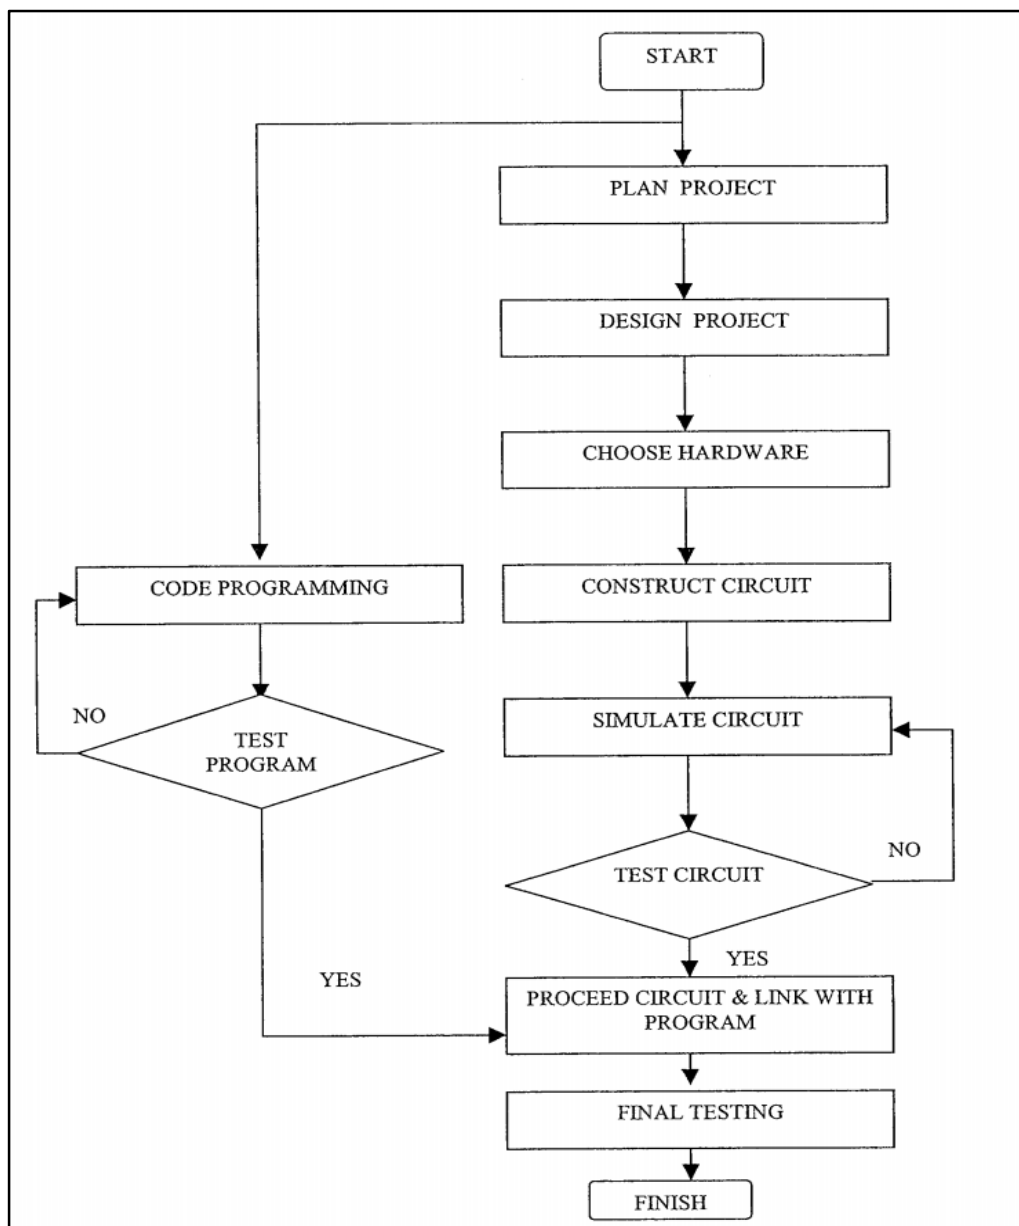 START
PLAN PROJECT
DESIGN PROJECT
CHOOSE HARDWARE
CODE PROGRAMMING
CONSTRUCT CIRCUIT
NO
TEST
PROGRAM
SIMULATE CIRCUIT
NO
TEST CIRCUIT
YES
YES
PROCEED CIRCUIT & LINK WITH
PROGRAM
FINAL TESTING
FINISH